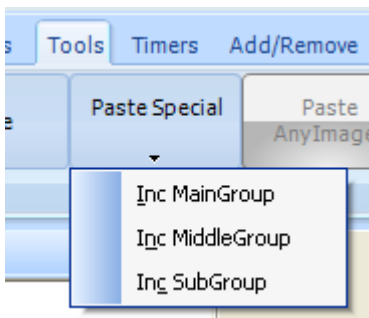 s Tools Timers Add/Remove
e Paste Special Paste
AnyImage
Inc MainGroup
Inc MiddleGroup
Inc SubGroup